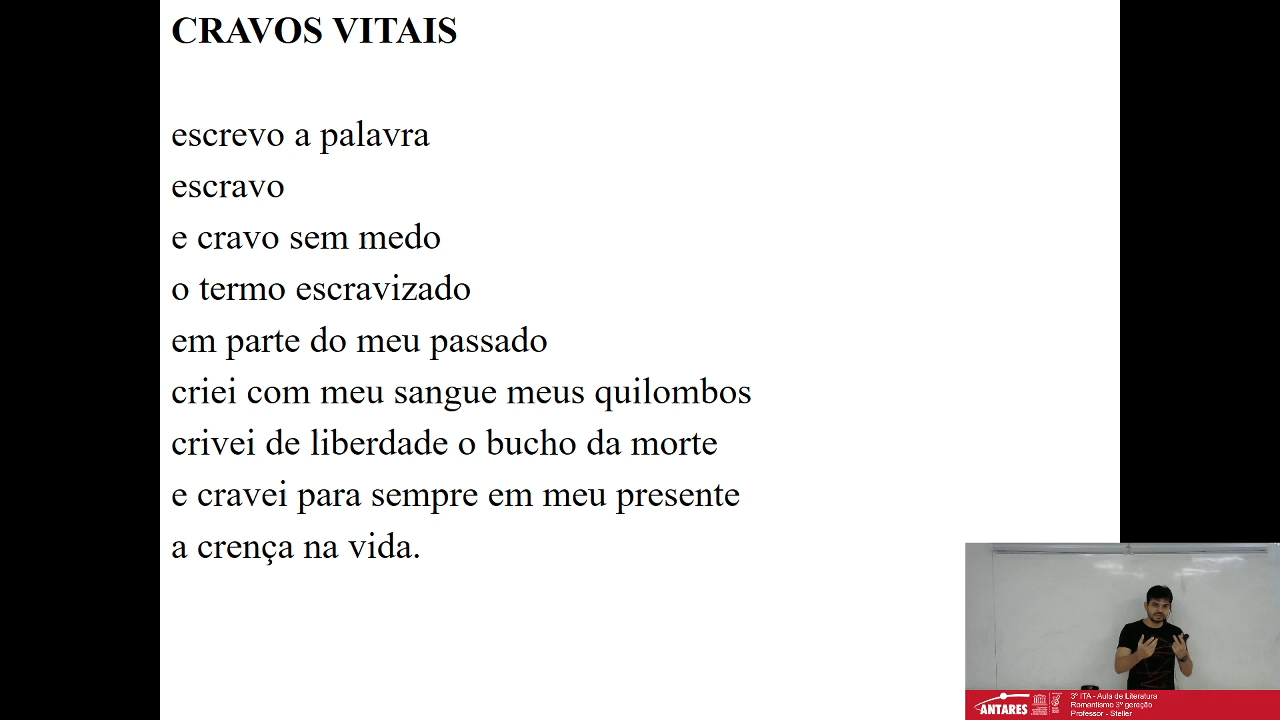 CRAVOS VITAIS
escrevo a palavra
escravo
e cravo sem medo
o termo escravizado
em parte do meu passado
criei com meu sangue meus quilombos
crivei de liberdade o bucho da morte
e cravei para sempre em meu presente
a crença na vida.
ANTARES
3º ITA - Aula de Literatura
Romantismo 3º geração
Professor - Steller